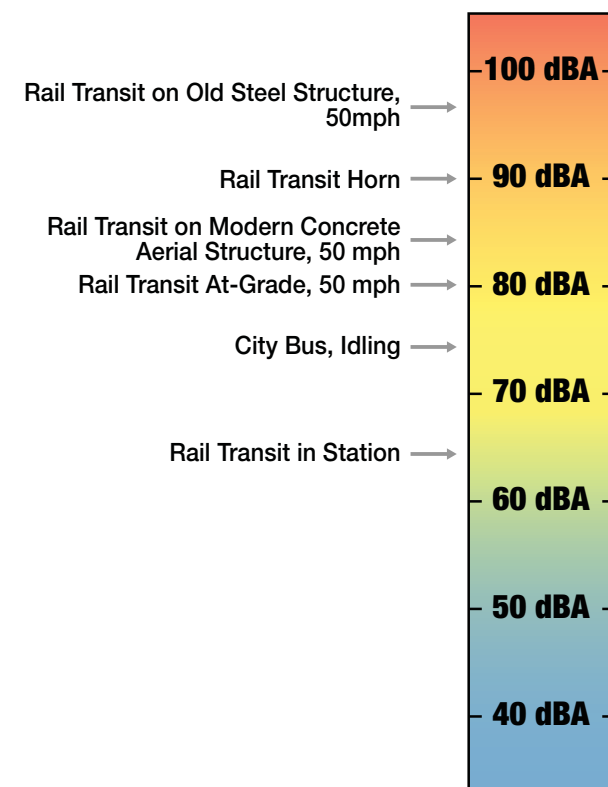 100 dBA
Rail Transit on Old Steel Structure,
50mph
Rail Transit Horn
90 dBA
Rail Transit on Modern Concrete
Aerial Structure, 50 mph
Rail Transit At-Grade, 50 mph
80 dBA
City Bus, Idling
70 dBA
Rail Transit in Station
60 dBA
50 dBA
40 dBA